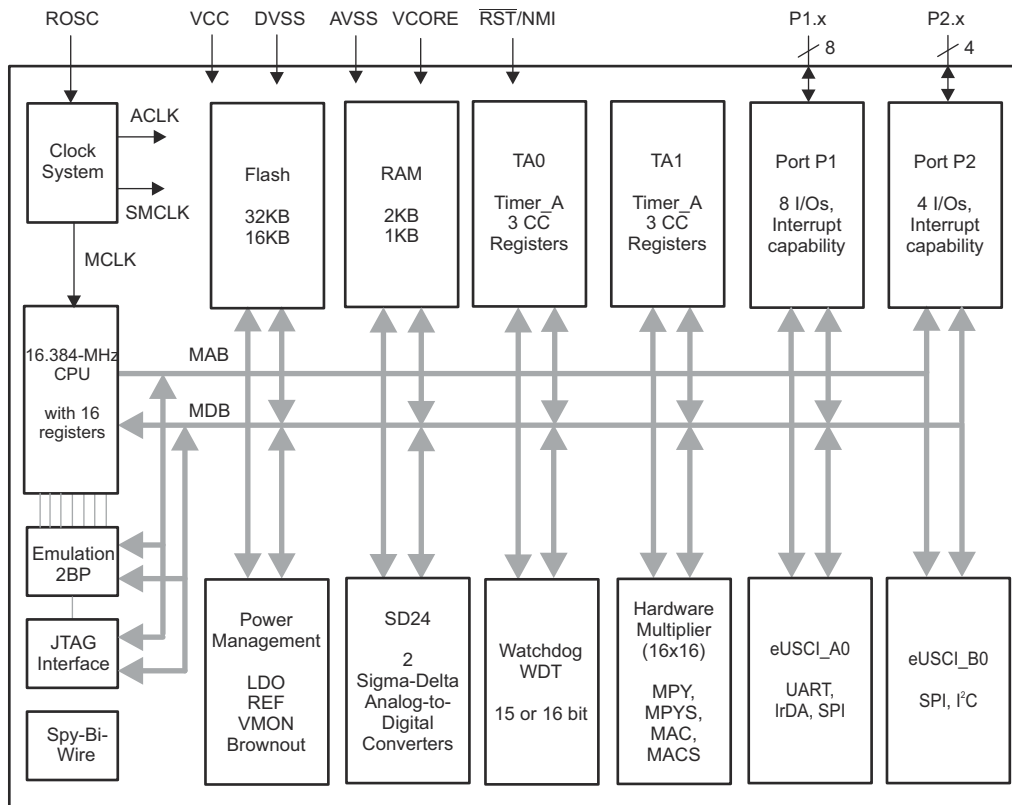 ROSC
VCC
DVSS
AVSS
VCORE
RST/NMI
P1.x
P2.x
8
4
Clock
System
ACLK
SMCLK
MCLK
Flash
32KB
16KB
RAM
2KB
1KB
TA0
Timer_A
3 CC
Registers
TA1
Timer_A
3 CC
Registers
Port P1
8 I/Os,
Interrupt
capability
Port P2
4 I/Os,
Interrupt
capability
16.384-MHz
CPU
with 16
registers
MAB
MDB
Emulation
2BP
JTAG
Interface
Spy-Bi-
Wire
Power
Management
LDO
REF
VMON
Brownout
SD24
2
Sigma-Delta
Analog-to-
Digital
Converters
Watchdog
WDT
15 or 16 bit
Hardware
Multiplier
(16x16)
MPY,
MPYS,
MAC,
MACS
eUSCI_A0
UART,
IrDA, SPI
eUSCI_B0
SPI, I²C